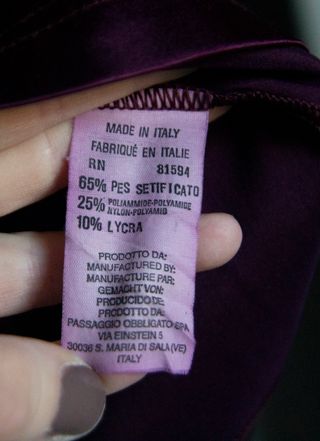 MADE IN ITALY
FABRIQUÉ EN ITALIE
RN 81594
65% PES SETIFICATO
25% POLIAMMIDE-POLYAMIDE
NYLON-POLYAMID
10% LYCRA
PRODOTTO DA:
MANUFACTURED BY:
MANUFACTURE PAR:
GEMACHT VON:
PRODUCIDO DE:
PRODOTTO DA:
PASSAGGIO OBBLIGATO SPA
VIA EINSTEIN 5
30036 S. MARIA DI SALA (VE)
ITALY